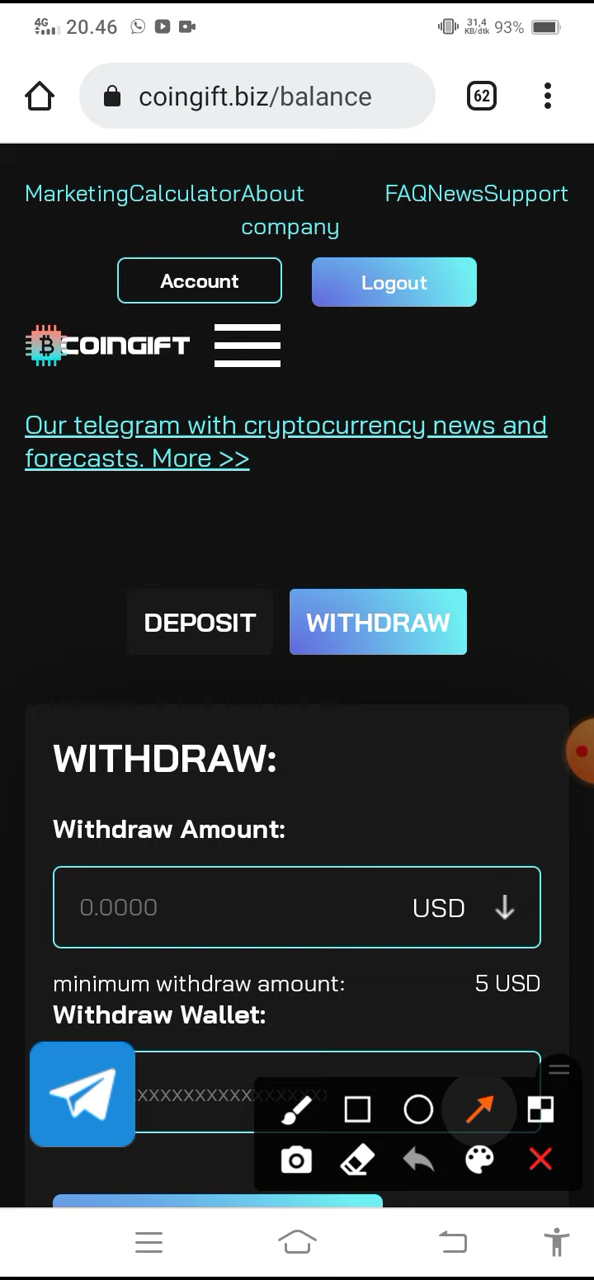 4G 20.46 31,4 KB/dtk 93%
coingift.biz/balance 62
MarketingCalculatorAbout FAQNewsSupport
company
Account Logout
COINGIFT
Our telegram with cryptocurrency news and
forecasts. More >>
DEPOSIT WITHDRAW
WITHDRAW:
Withdraw Amount:
0.0000 USD
minimum withdraw amount: 5 USD
Withdraw Wallet: